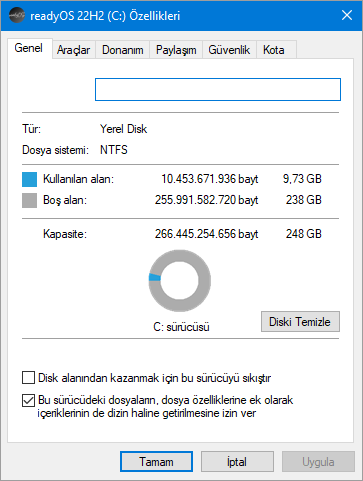 readyOS 22H2 (C:) Özellikleri
Genel Araçlar Donanım Paylaşım Güvenlik Kota
Tür: Yerel Disk
Dosya sistemi: NTFS
Kullanılan alan: 10.453.671.936 bayt 9,73 GB
Boş alan: 255.991.582.720 bayt 238 GB
Kapasite: 266.445.254.656 bayt 248 GB
C: sürücüsü
Diski Temizle
Disk alanından kazanmak için bu sürücüyü sıkıştır
Bu sürücüdeki dosyaların, dosya özelliklerine ek olarak
içeriklerinin de dizin haline getirilmesine izin ver
Tamam İptal Uygula